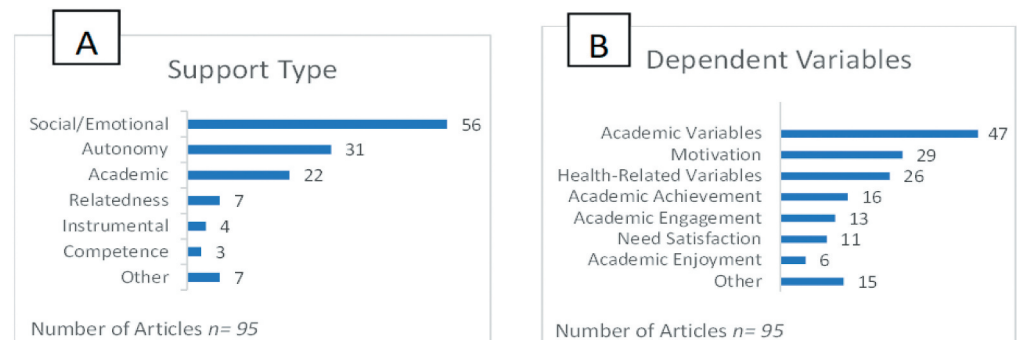 A
Support Type
Social/Emotional 56
Autonomy 31
Academic 22
Relatedness 7
Instrumental 4
Competence 3
Other 7
Number of Articles n= 95
B
Dependent Variables
Academic Variables 47
Motivation 29
Health-Related Variables 26
Academic Achievement 16
Academic Engagement 13
Need Satisfaction 11
Academic Enjoyment 6
Other 15
Number of Articles n= 95